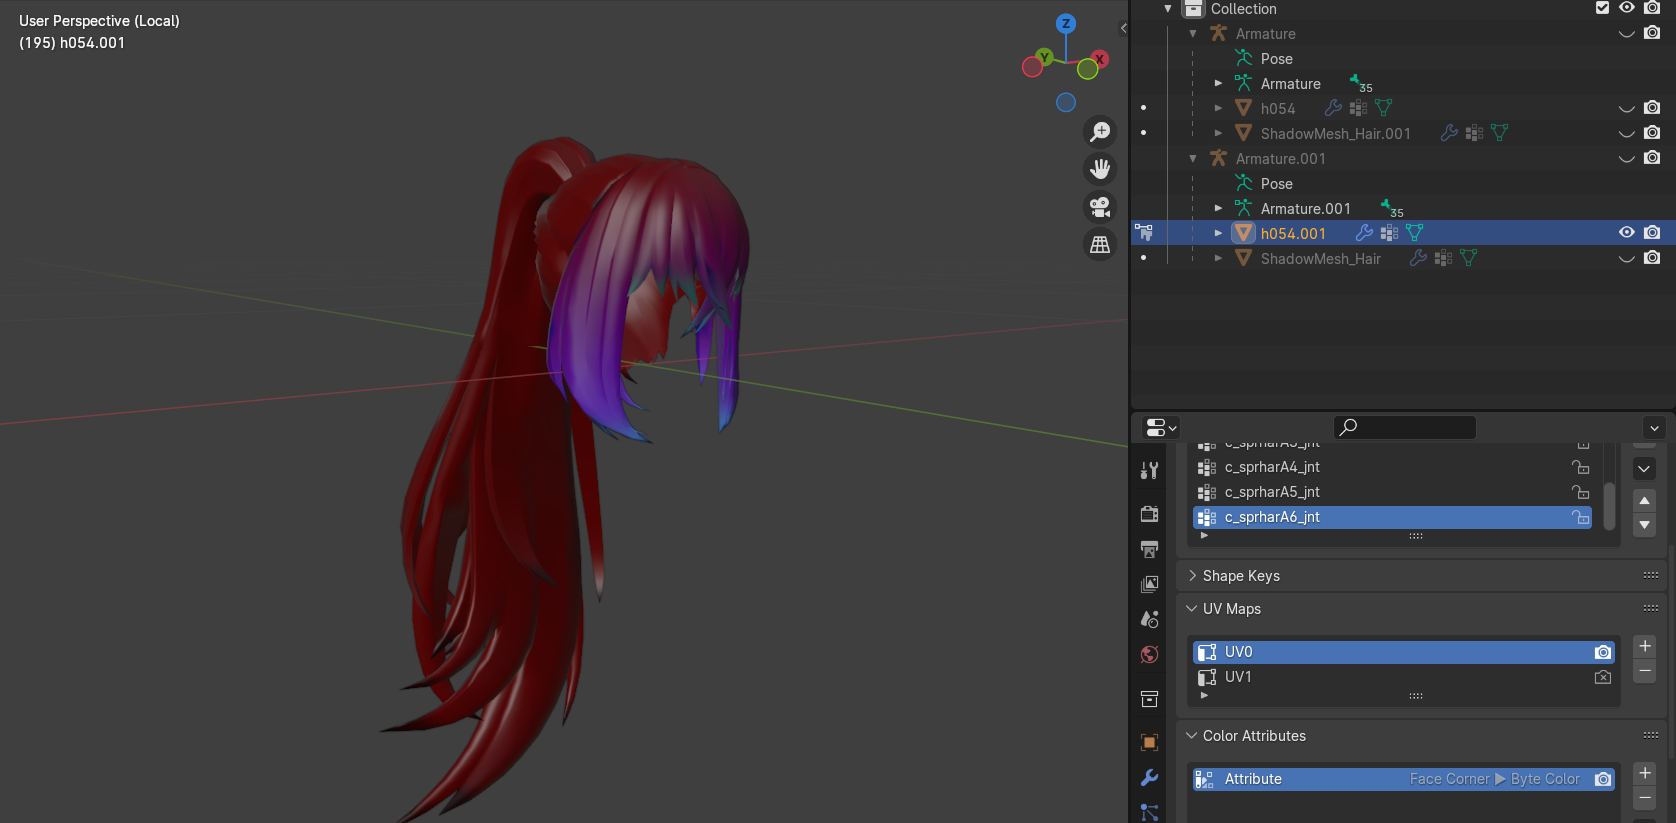 User Perspective (Local)
(195) h054.001
Z
Y
X
Collection
Armature
Pose
Armature
35
h054
ShadowMesh_Hair.001
Armature.001
Pose
Armature.001
35
h054.001
ShadowMesh_Hair
c_sprharA4_jnt
c_sprharA5_jnt
c_sprharA6_jnt
Shape Keys
UV Maps
UV0
UV1
Color Attributes
Attribute Face Corner ▶ Byte Color